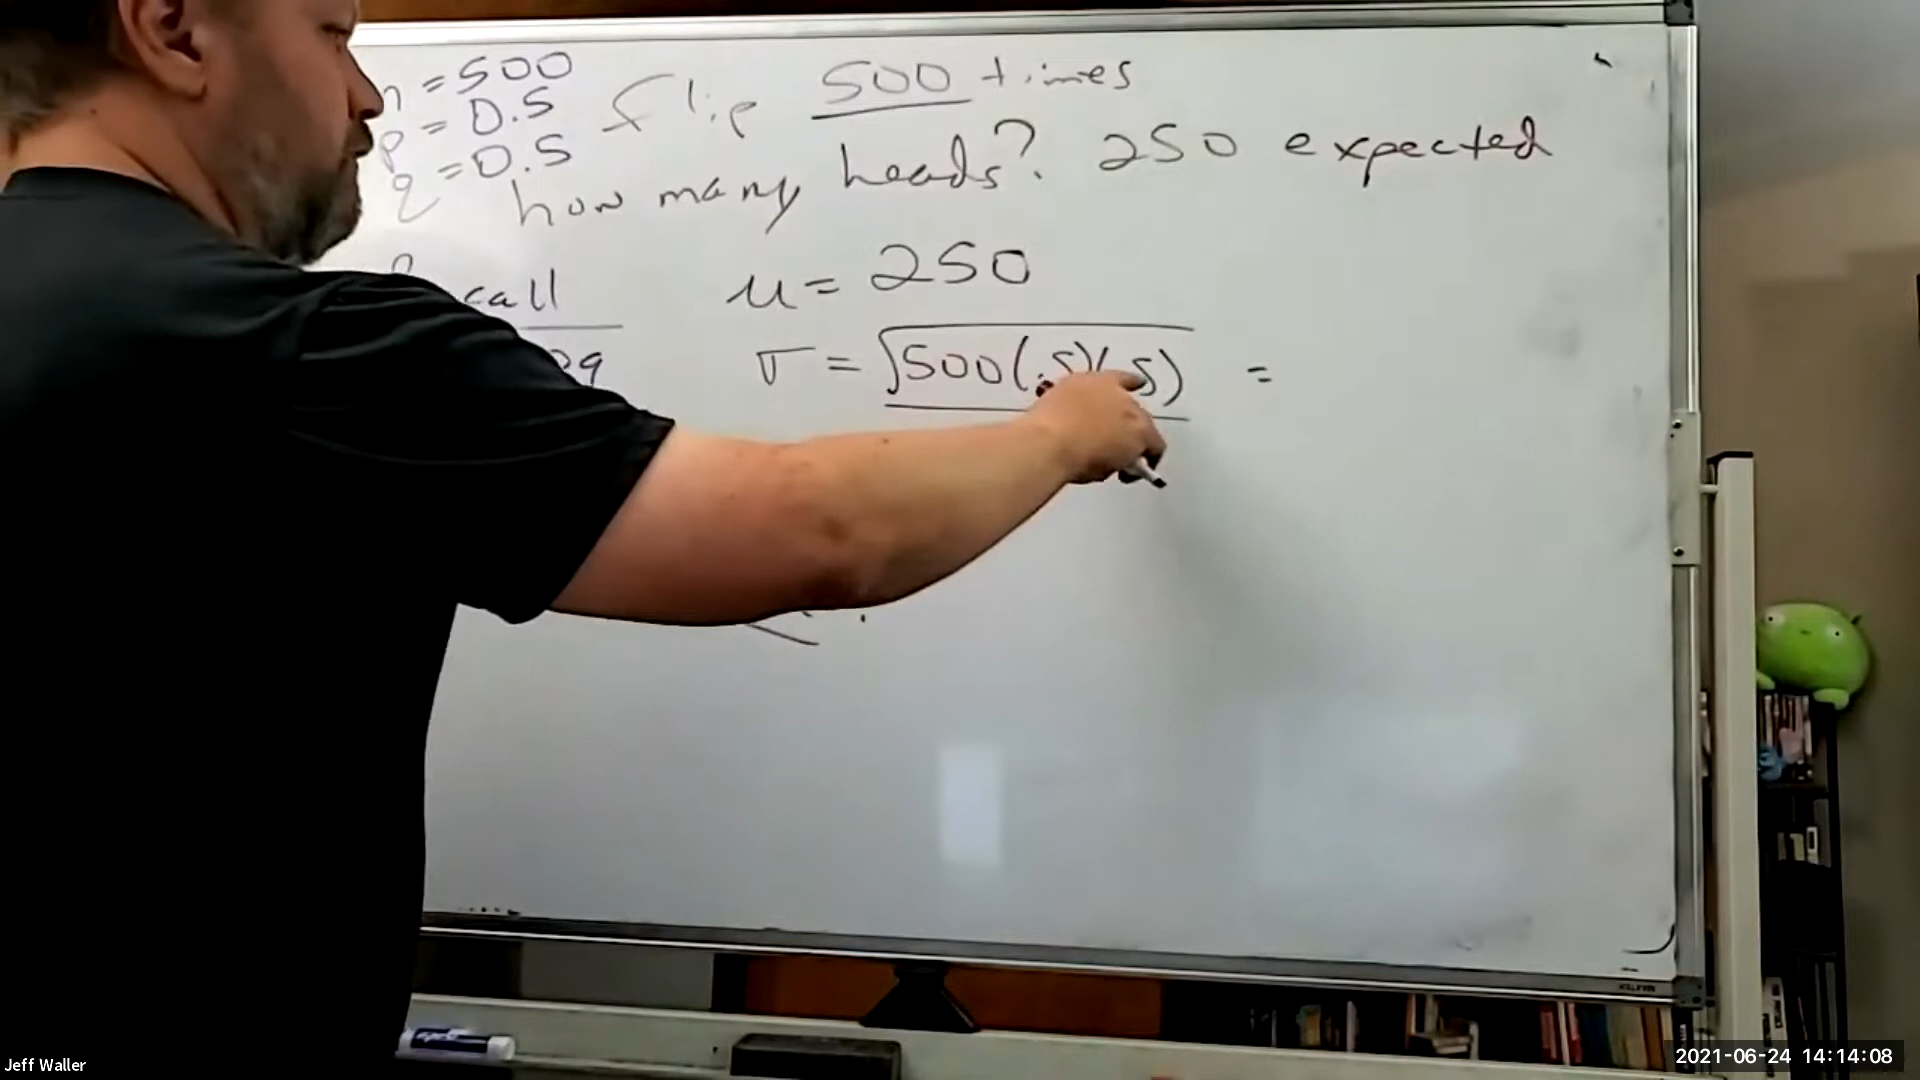 n = 500
p = 0.5
q = 0.5
flip 500 times
how many heads? 250 expected
μ = 250
σ = √500(.5)(.5) =
Jeff Waller
2021-06-24 14:14:08